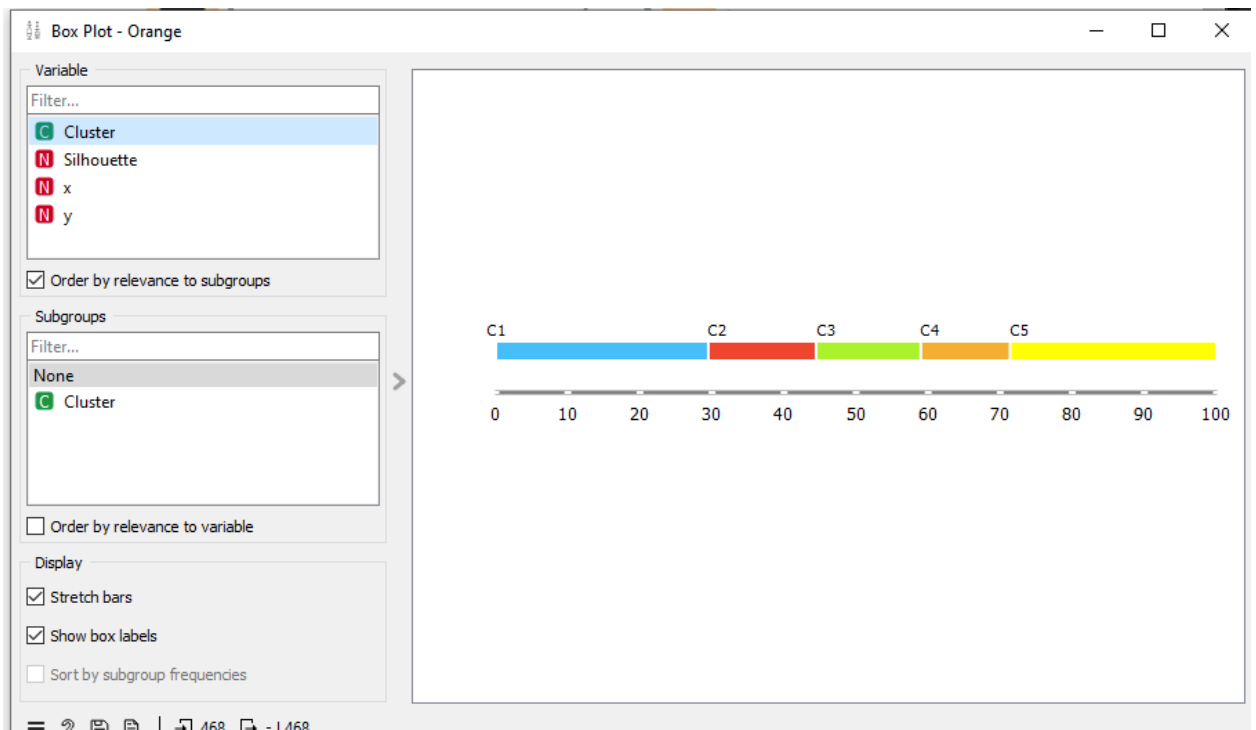 Box Plot - Orange
Variable
Filter...
C Cluster
N Silhouette
N x
N y
Order by relevance to subgroups
Subgroups
Filter...
None
C Cluster
Order by relevance to variable
Display
Stretch bars
Show box labels
Sort by subgroup frequencies
468 - | 468
C1 C2 C3 C4 C5
0 10 20 30 40 50 60 70 80 90 100